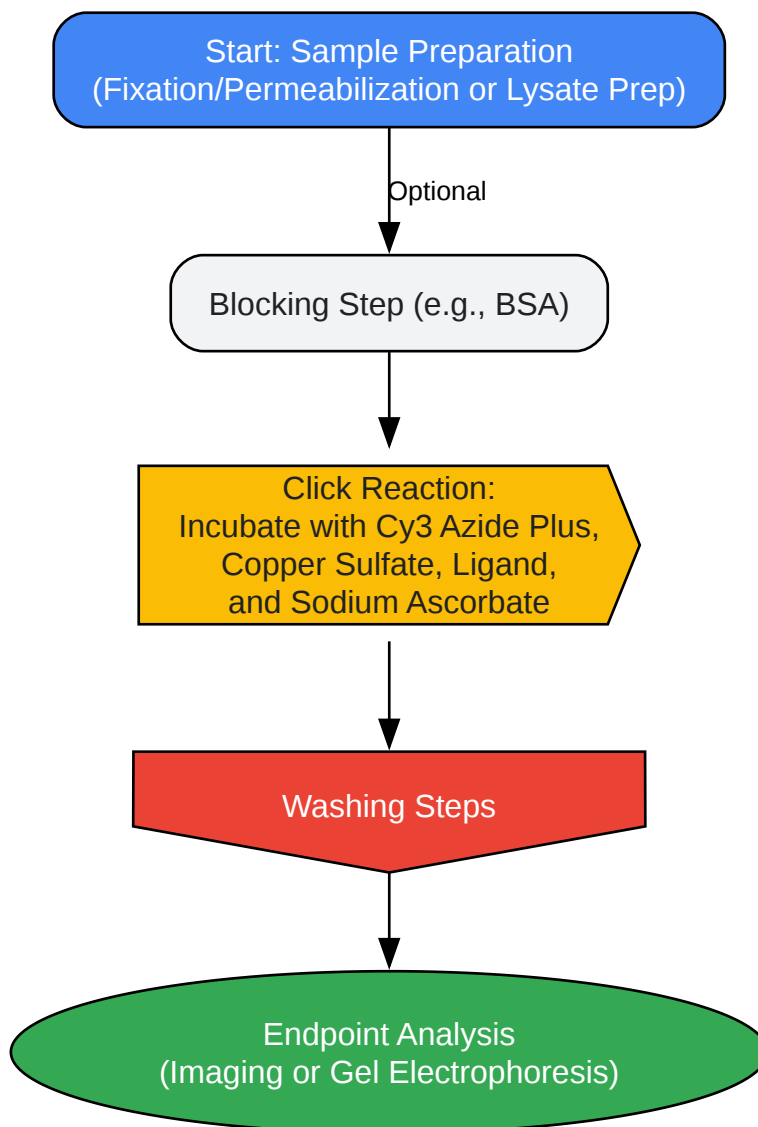 Start: Sample Preparation
(Fixation/Permeabilization or Lysate Prep)
Optional
Blocking Step (e.g., BSA)
Click Reaction:
Incubate with Cy3 Azide Plus,
Copper Sulfate, Ligand,
and Sodium Ascorbate
Washing Steps
Endpoint Analysis
(Imaging or Gel Electrophoresis)